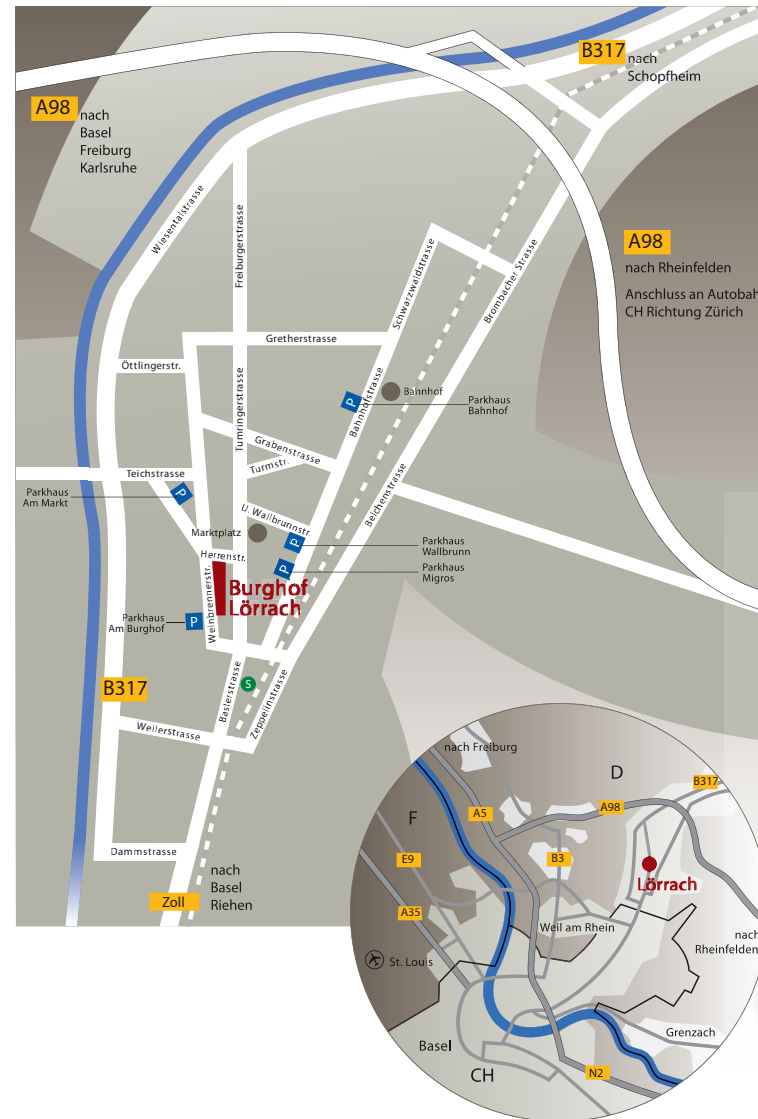 B317
nach
Schopfheim
A98
nach
Basel
Freiburg
Karlsruhe
Wiesentalstrasse
Freiburgerstrasse
A98
nach Rheinfelden
Anschluss an Autobah
CH Richtung Zürich
Schwarzwaldstrasse
Brombacher Strasse
Gretherstrasse
Öttlingerstr.
Bahnhof
Parkhaus
Bahnhof
P
Bahnhofstrasse
Tumringerstrasse
Grabenstrasse
Turmstr.
Teichstrasse
Parkhaus
Am Markt
P
Beichenstrasse
U. Wallbrunnstr.
Marktplatz
P
Parkhaus
Wallbrunn
Herrenstr.
P
Parkhaus
Migros
Burghof
Lörrach
Weinbrennerstr.
Parkhaus
Am Burghof
P
B317
S
Baslerstrasse
Zeppelinstrasse
Weilerstrasse
Dammstrasse
nach
Basel
Riehen
Zoll
nach Freiburg
D
B317
A5
A98
F
E9
B3
Lörrach
A35
Weil am Rhein
nach
Rheinfelden
St. Louis
Grenzach
Basel
CH
N2